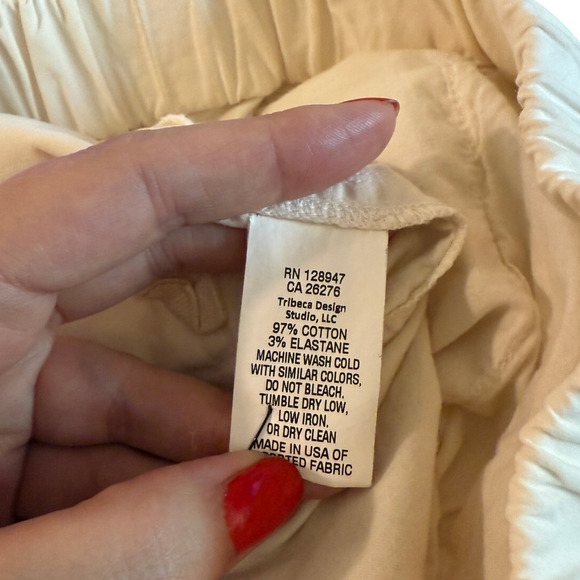 RN 128947
CA 26276
Tribeca Design
Studio, LLC
97% COTTON
3% ELASTANE
MACHINE WASH COLD
WITH SIMILAR COLORS,
DO NOT BLEACH.
TUMBLE DRY LOW,
LOW IRON.
OR DRY CLEAN
MADE IN USA OF
FABRIC